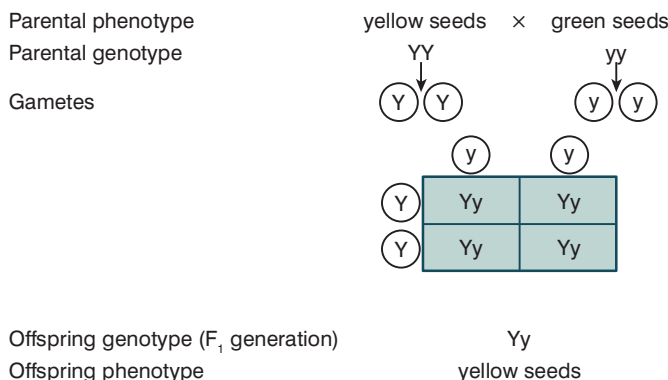 Parental phenotype yellow seeds × green seeds
Parental genotype YY yy
Gametes Y Y y y
y y
Y Yy Yy
Y Yy Yy
Offspring genotype (F₁ generation) Yy
Offspring phenotype yellow seeds